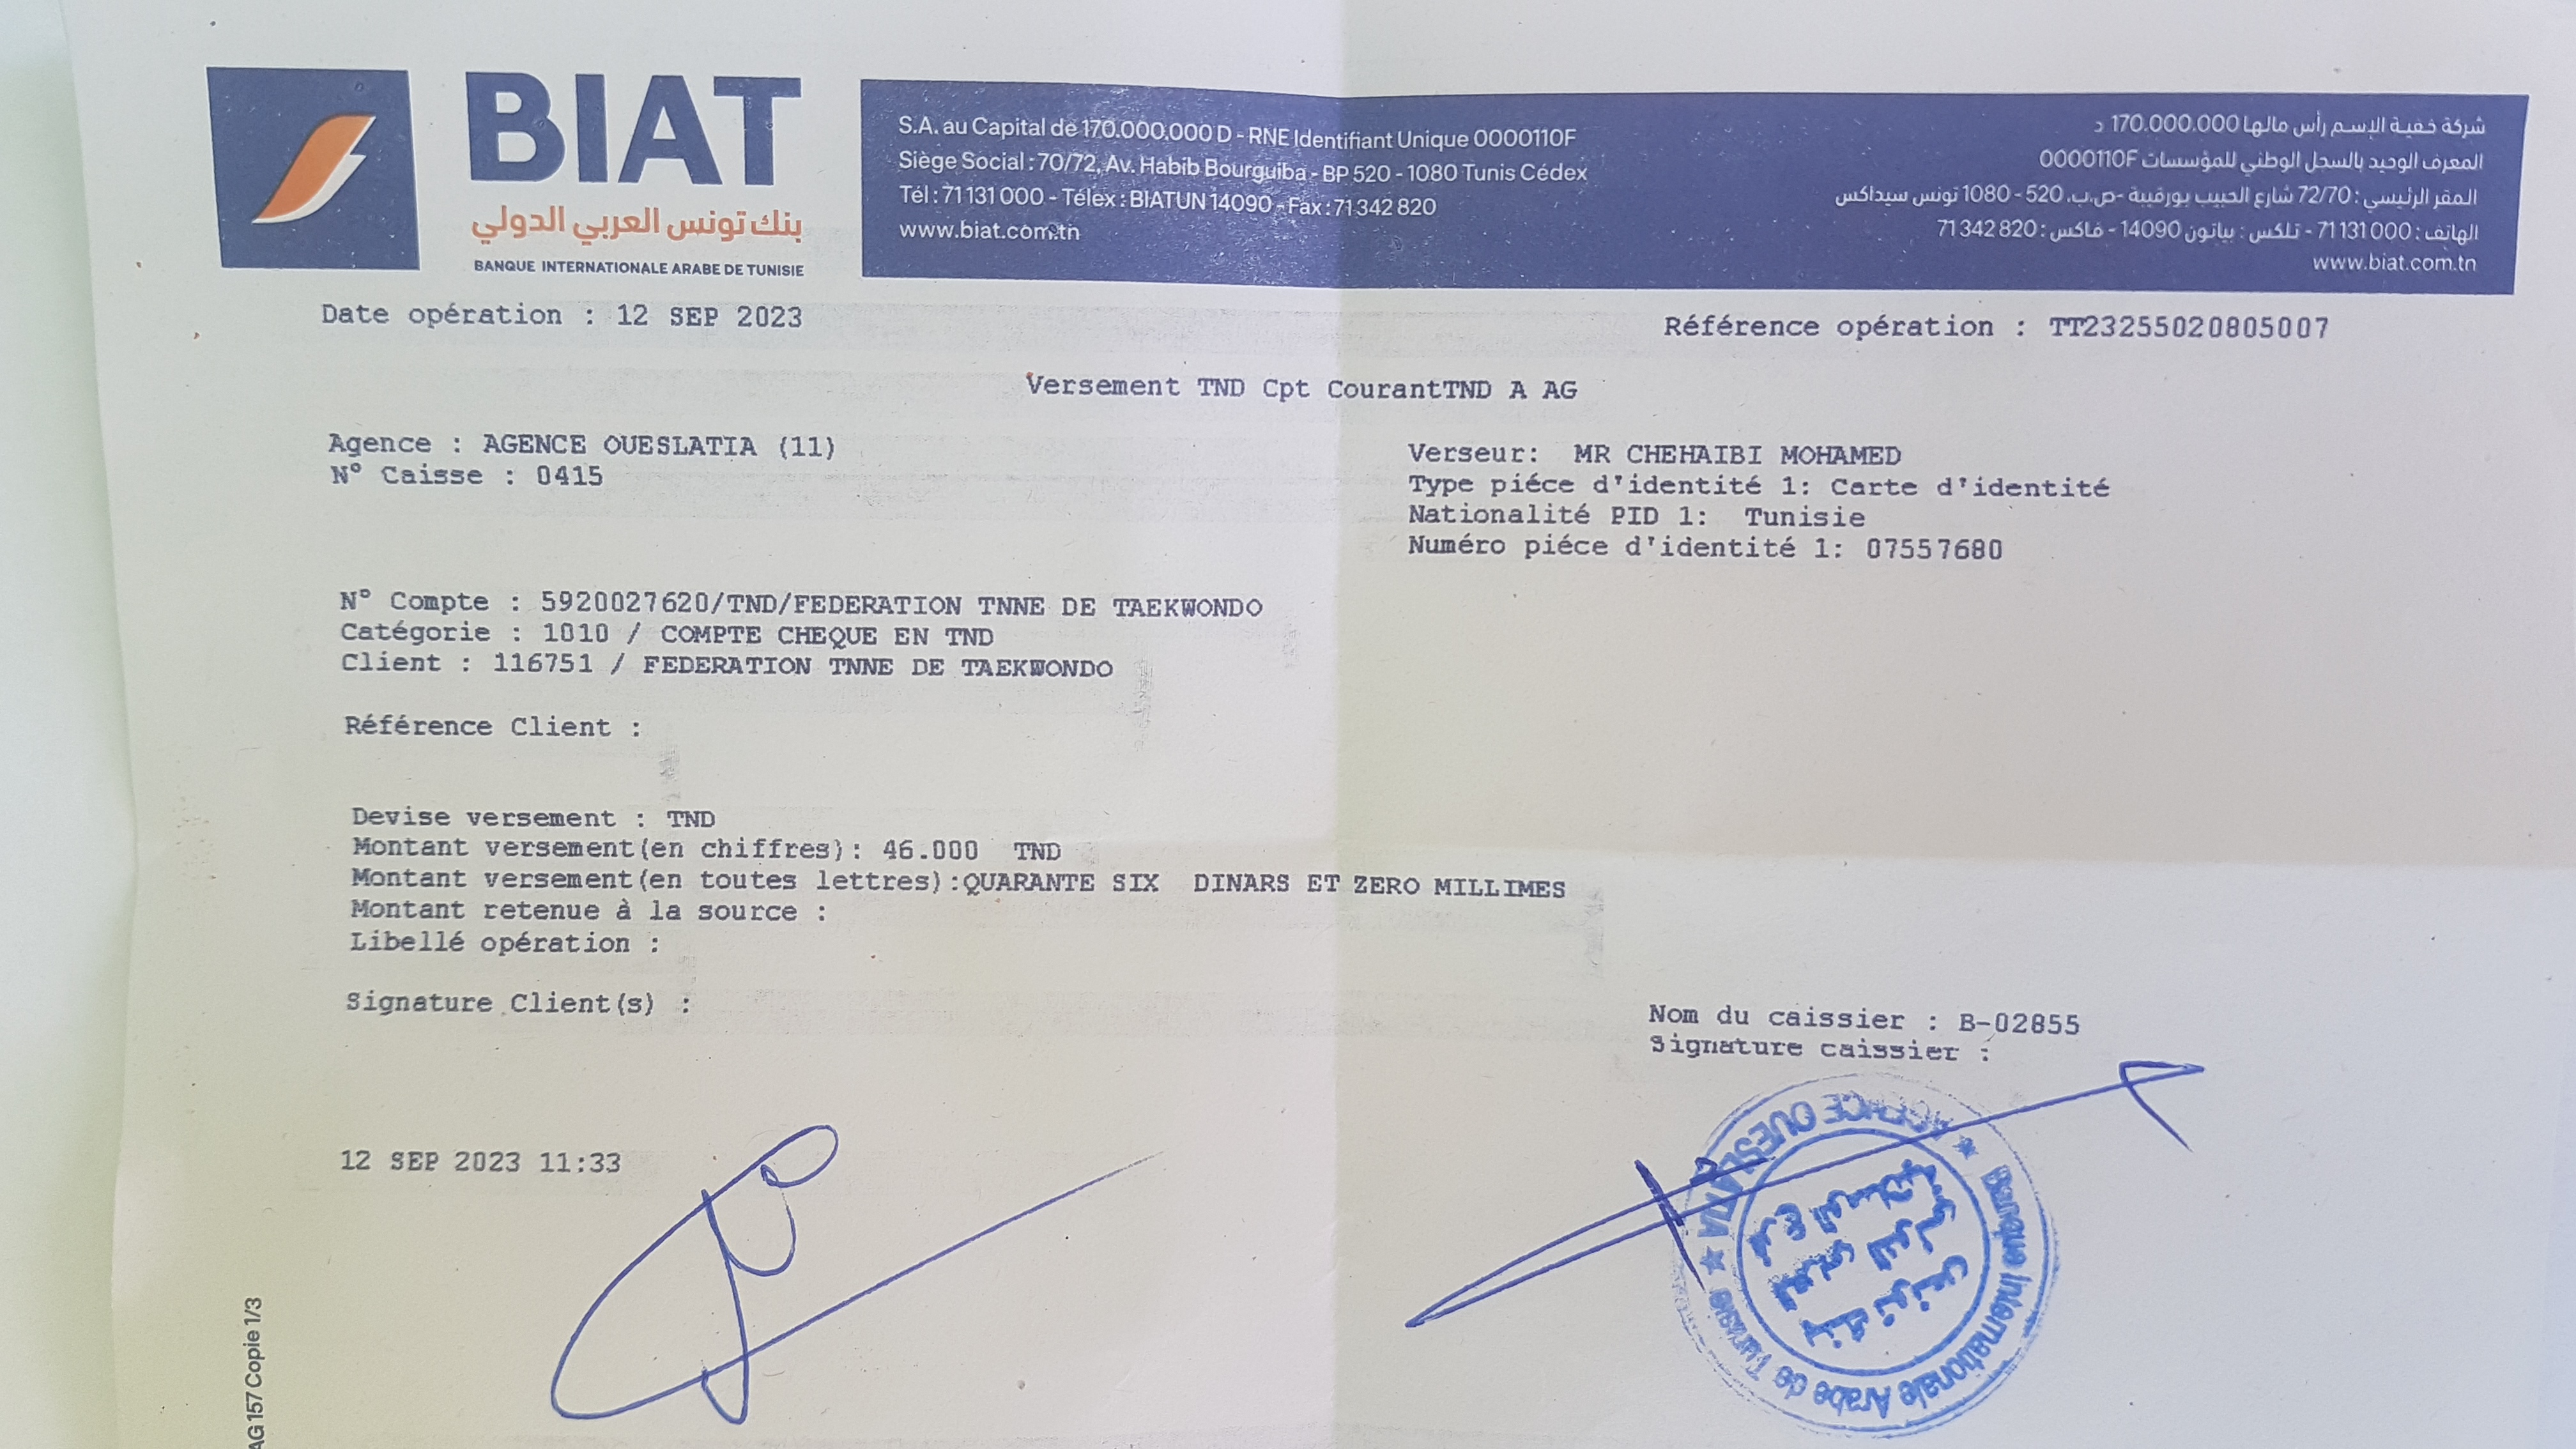 BIAT
بنك تونس العربي الدولي
BANQUE INTERNATIONALE ARABE DE TUNISIE
S.A. au Capital de 170.000.000 D - RNE Identifiant Unique 0000110F
Siège Social : 70/72, Av. Habib Bourguiba - BP 520 - 1080 Tunis Cédex
Tél : 71 131 000 - Télex : BIATUN 14090 - Fax : 71 342 820
www.biat.com.tn
شركة خفية الإسم رأس مالها 170.000.000 د
المعرف الوحيد بالسجل الوطني للمؤسسات 0000110F
المقر الرئيسي : 72/70 شارع الحبيب بورقيبة -ص.ب. 520 - 1080 تونس سيداكس
الهاتف : 71 131 000 - تلكس : بياتون 14090 - فاكس : 71 342 820
www.biat.com.tn
Date opération : 12 SEP 2023
Référence opération : TT23255020805007
Versement TND Cpt CourantTND A AG
Agence : AGENCE OUESLATIA (11)
N° Caisse : 0415
Verseur: MR CHEHAIBI MOHAMED
Type piéce d'identité 1: Carte d'identité
Nationalité PID 1: Tunisie
Numéro piéce d'identité 1: 07557680
N° Compte : 5920027620/TND/FEDERATION TNNE DE TAEKWONDO
Catégorie : 1010 / COMPTE CHEQUE EN TND
Client : 116751 / FEDERATION TNNE DE TAEKWONDO
Référence Client :
Devise versement : TND
Montant versement(en chiffres): 46.000 TND
Montant versement(en toutes lettres):QUARANTE SIX DINARS ET ZERO MILLIMES
Montant retenue à la source :
Libellé opération :
Signature Client(s) :
Nom du caissier : B-02855
Signature caissier :
12 SEP 2023 11:33
AGENCE OUESLATIA
Banque Internationale Arabe de Tunisie
بنك تونس
العربي الدولي
فرع الوسلاتية
AG 157 Copie 1/3